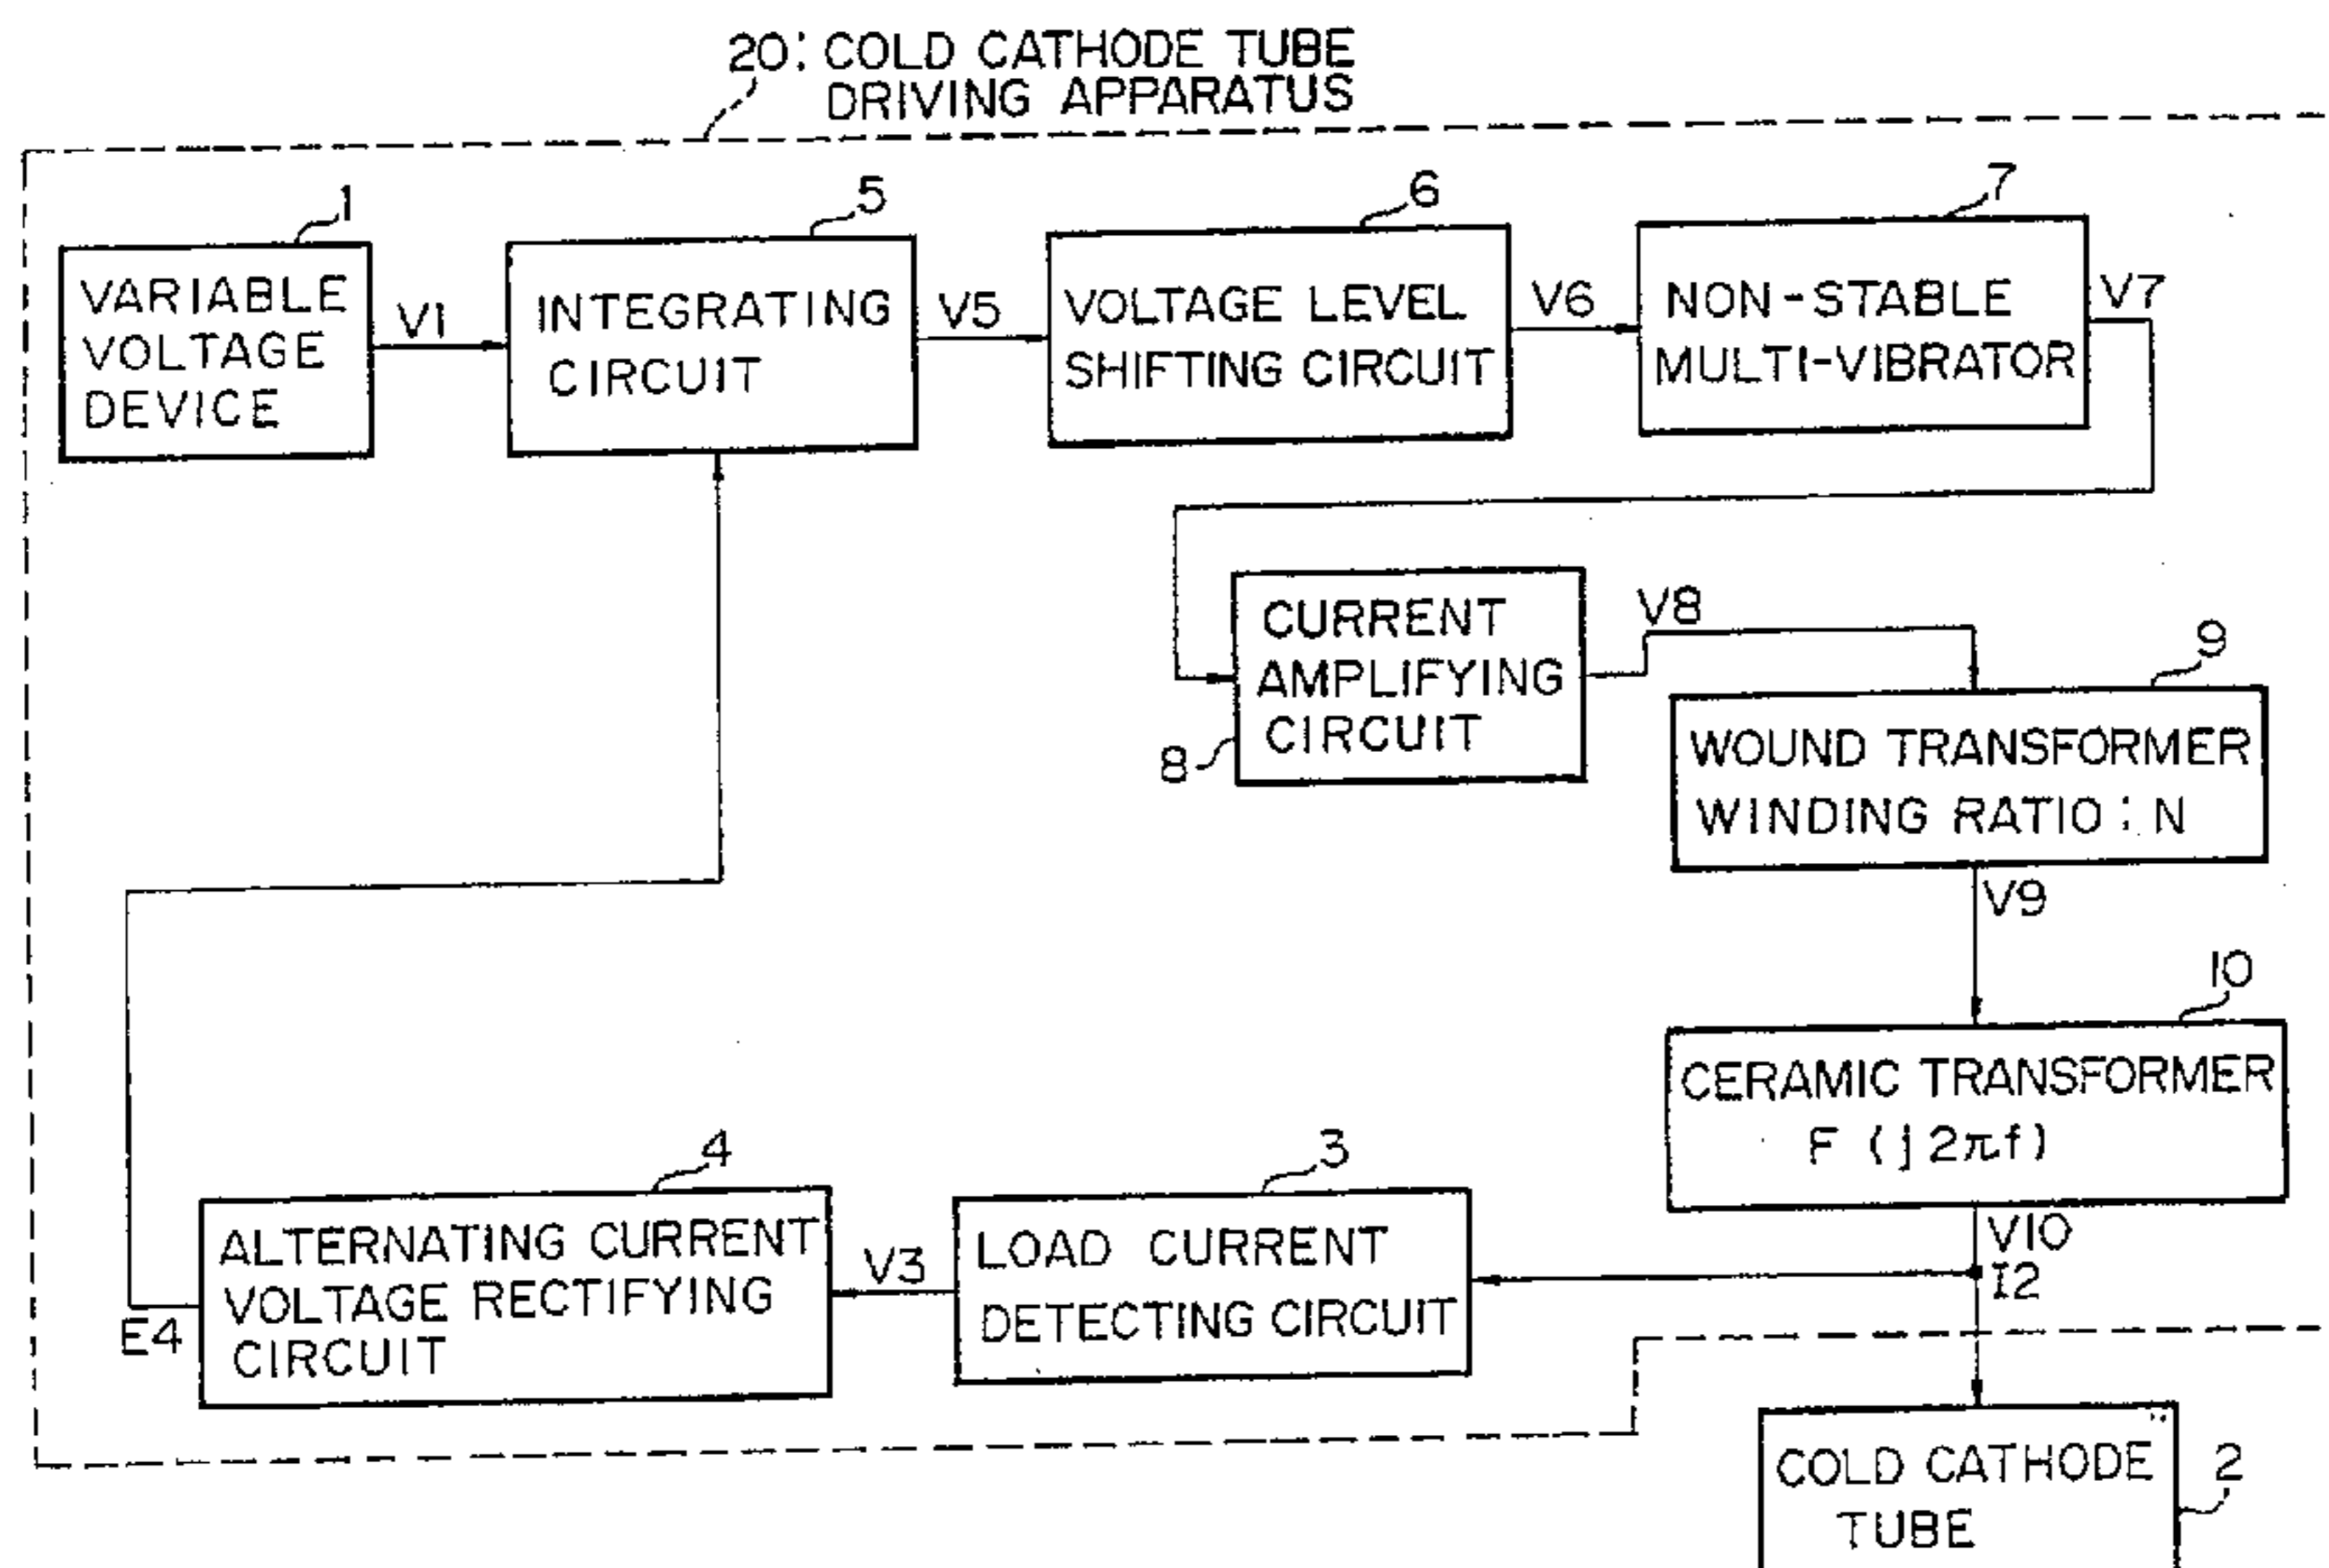 20: COLD CATHODE TUBE
DRIVING APPARATUS
1
5
6
7
VARIABLE
VOLTAGE
DEVICE
V1
INTEGRATING
CIRCUIT
V5
VOLTAGE LEVEL
SHIFTING CIRCUIT
V6
NON-STABLE
MULTI-VIBRATOR
V7
CURRENT
AMPLIFYING
CIRCUIT
8
V8
9
WOUND TRANSFORMER
WINDING RATIO: N
V9
10
CERAMIC TRANSFORMER
F (j2πf)
V10
I2
4
ALTERNATING CURRENT
VOLTAGE RECTIFYING
CIRCUIT
E4
V3
3
LOAD CURRENT
DETECTING CIRCUIT
COLD CATHODE
TUBE
2